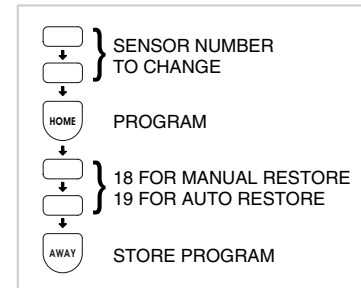 SENSOR NUMBER
TO CHANGE
HOME PROGRAM
18 FOR MANUAL RESTORE
19 FOR AUTO RESTORE
AWAY STORE PROGRAM